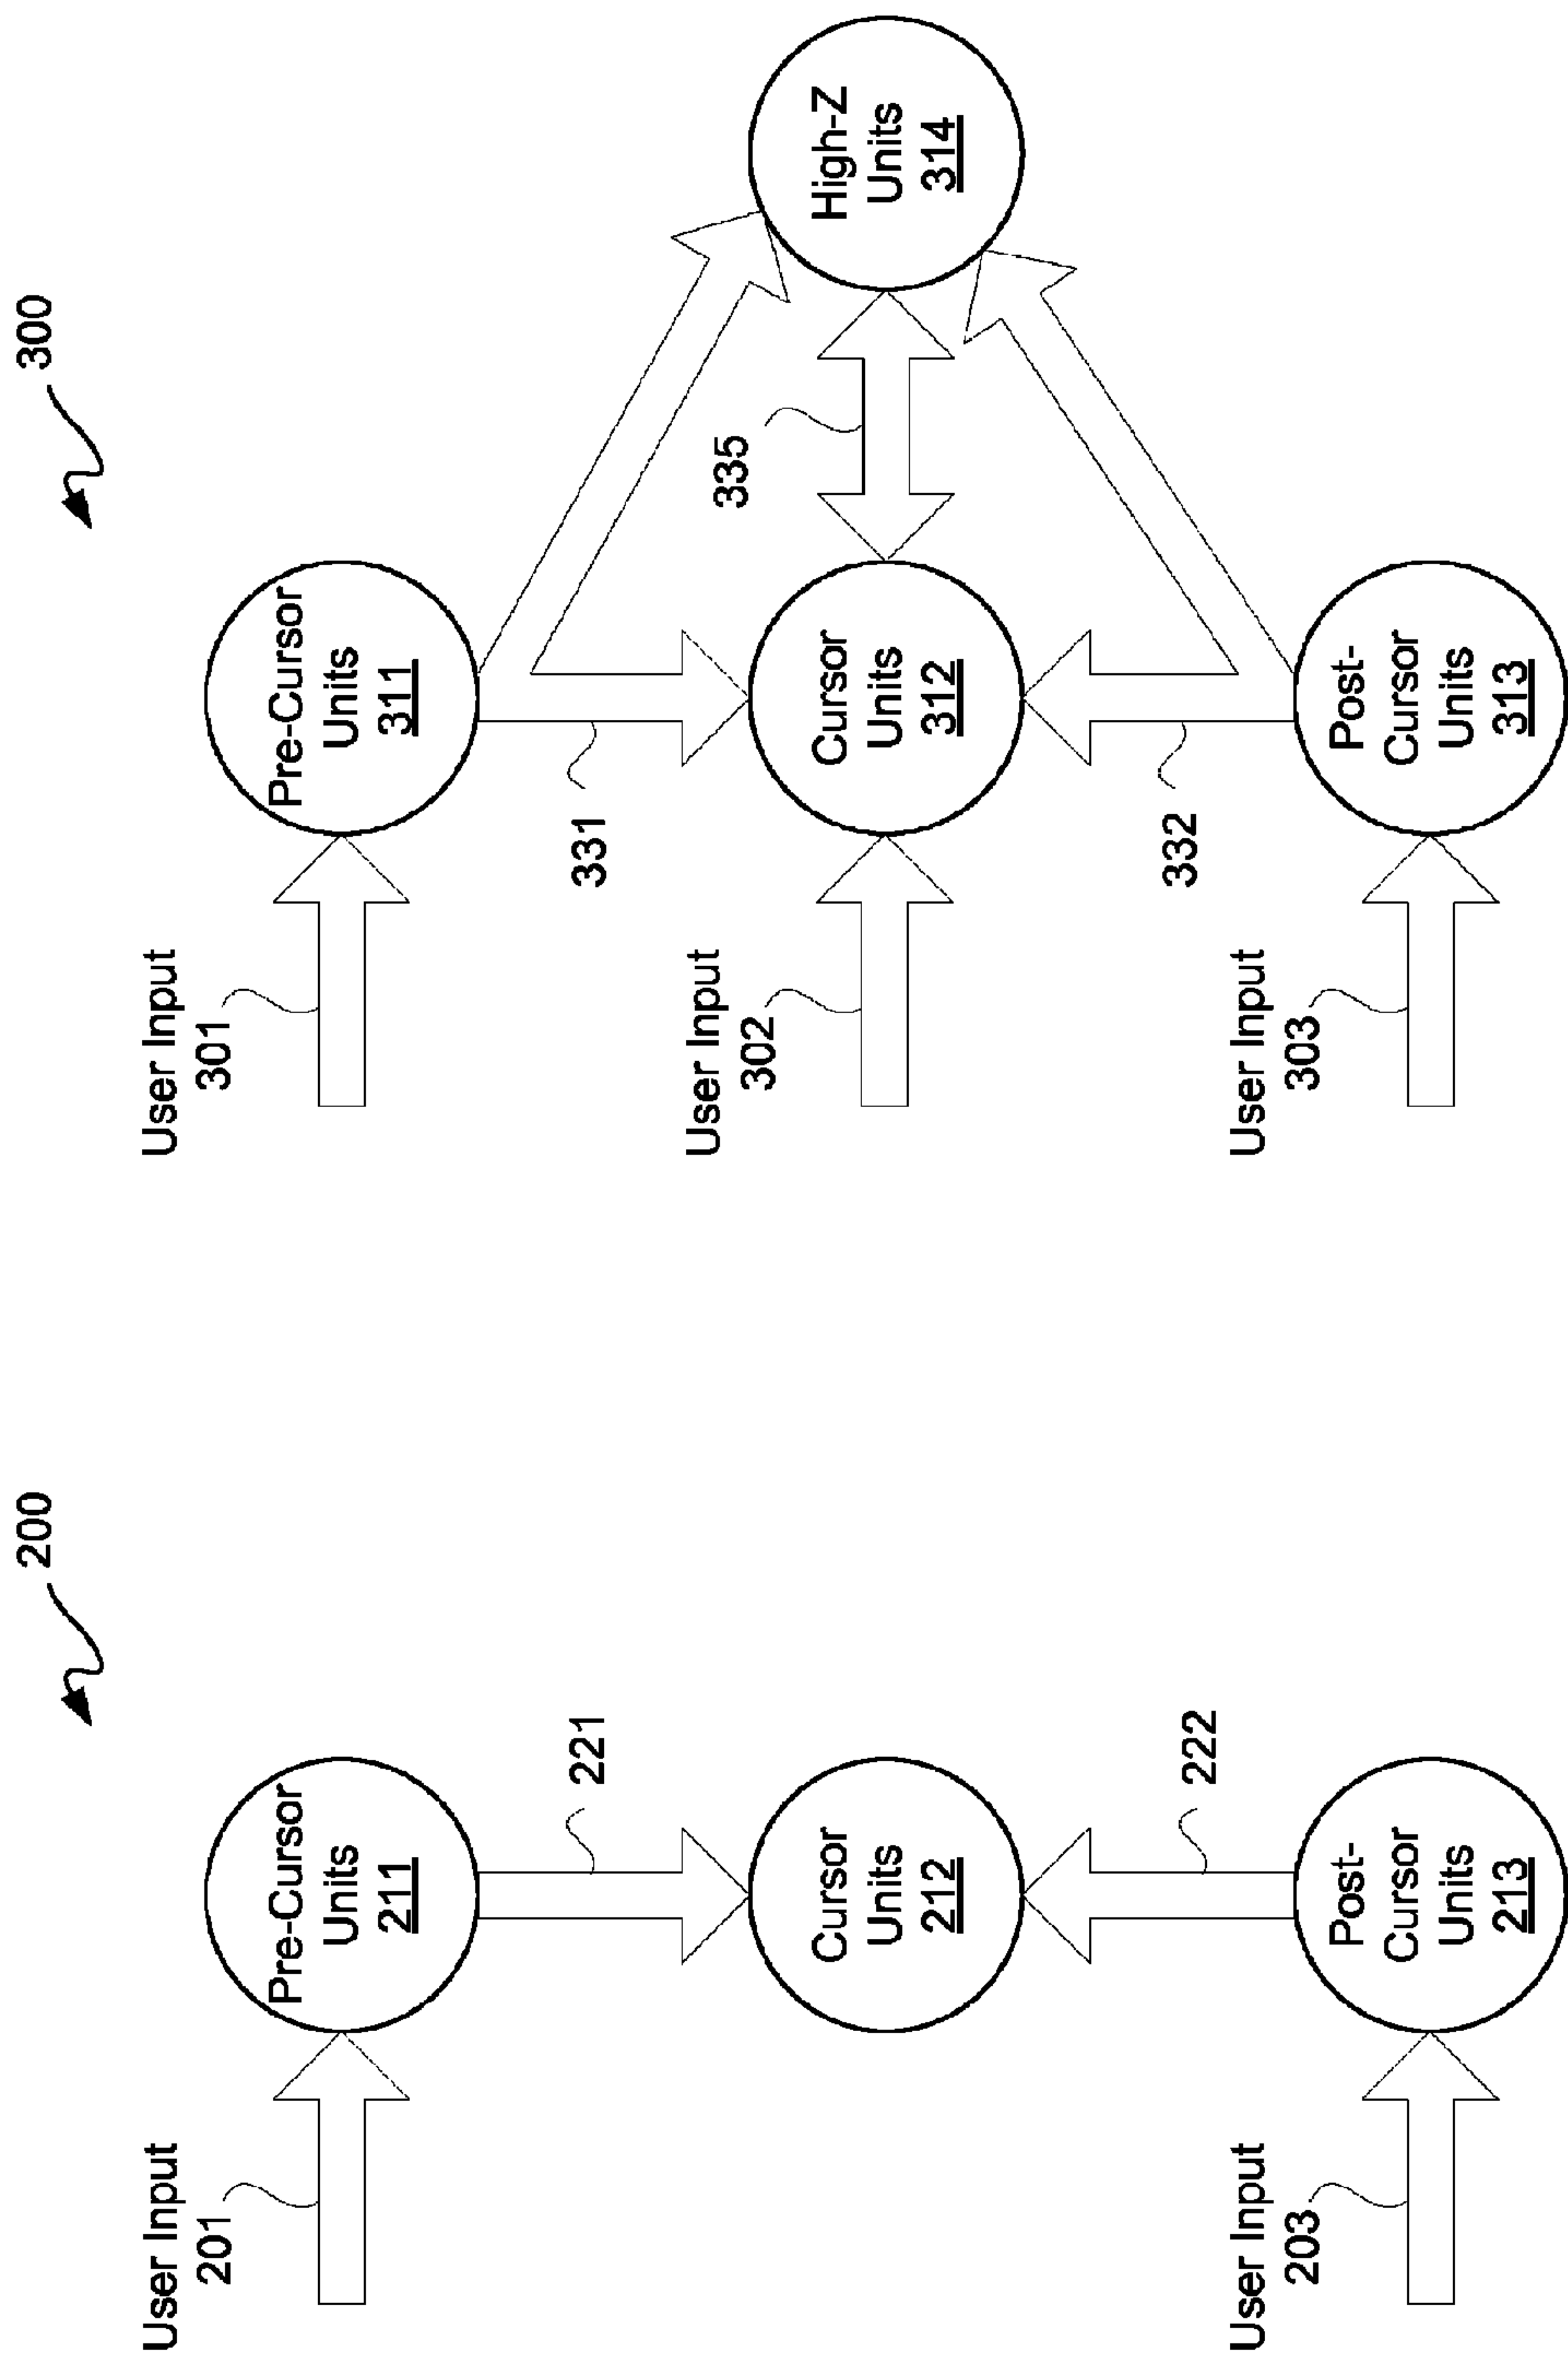 200
User Input
201
Pre-Cursor
Units
211
221
Cursor
Units
212
222
User Input
203
Post-
Cursor
Units
213
300
User Input
301
Pre-Cursor
Units
311
331
User Input
302
Cursor
Units
312
335
High-Z
Units
314
332
User Input
303
Post-
Cursor
Units
313